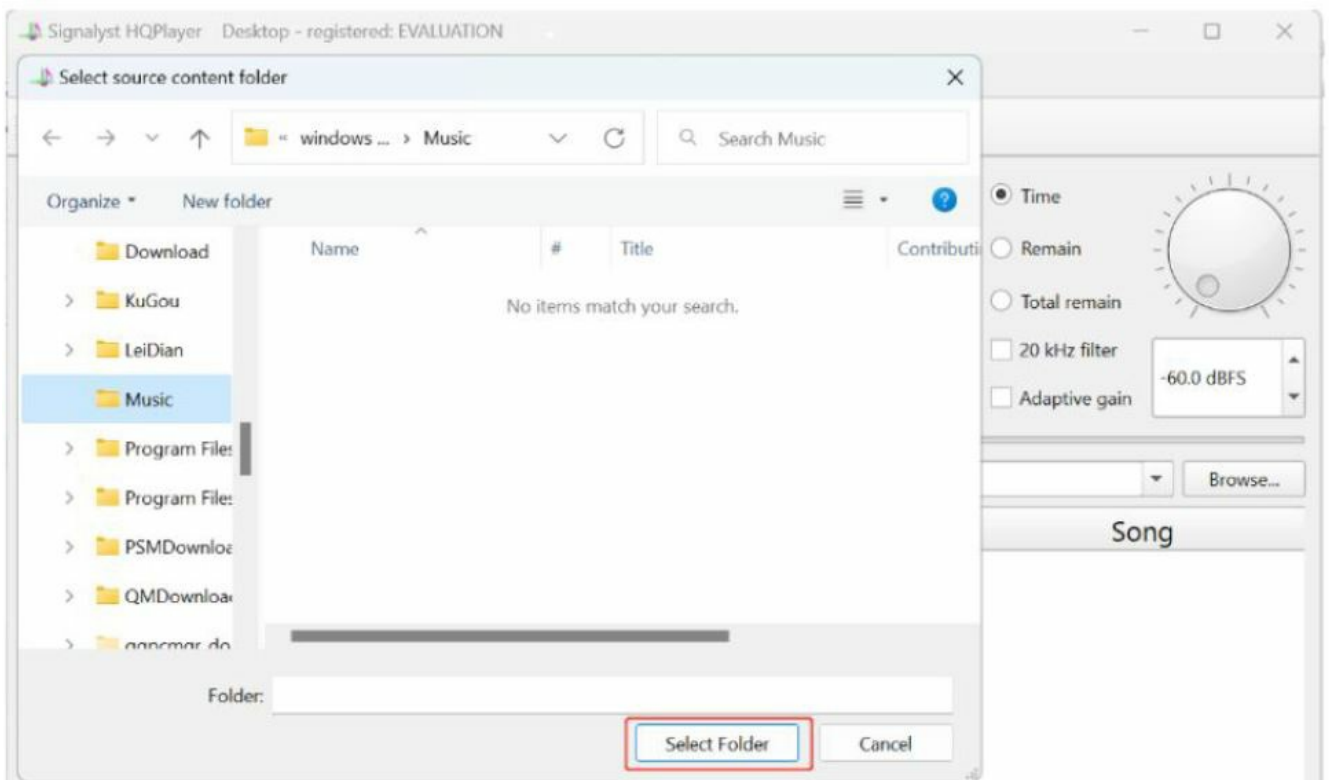 Signalyst HQPlayer Desktop - registered: EVALUATION
Select source content folder
« windows ... > Music
Search Music
Organize
New folder
Time
Download
Name
#
Title
Contributi
Remain
KuGou
No items match your search.
Total remain
LeiDian
20 kHz filter
-60.0 dBFS
Music
Adaptive gain
Program Files
Program Files
Browse...
PSMDownloa
Song
QMDownloa
qqpcmgr_do
Folder:
Select Folder
Cancel